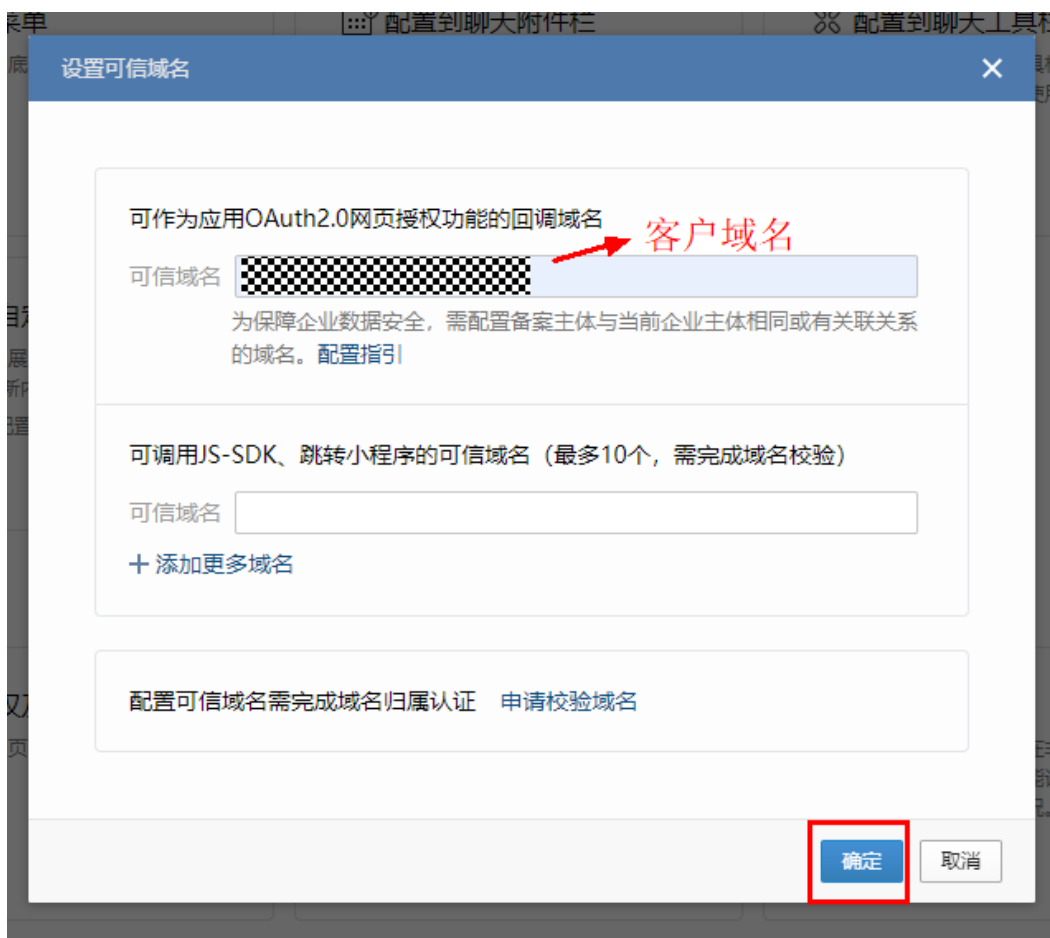 菜单
配置到聊天附件栏
配置到聊天工具栏
设置可信域名
可作为应用OAuth2.0网页授权功能的回调域名
客户域名
可信域名
为保障企业数据安全，需配置备案主体与当前企业主体相同或有关联关系
的域名。配置指引
可调用JS-SDK、跳转小程序的可信域名（最多10个，需完成域名校验）
可信域名
添加更多域名
配置可信域名需完成域名归属认证 申请校验域名
确定
取消